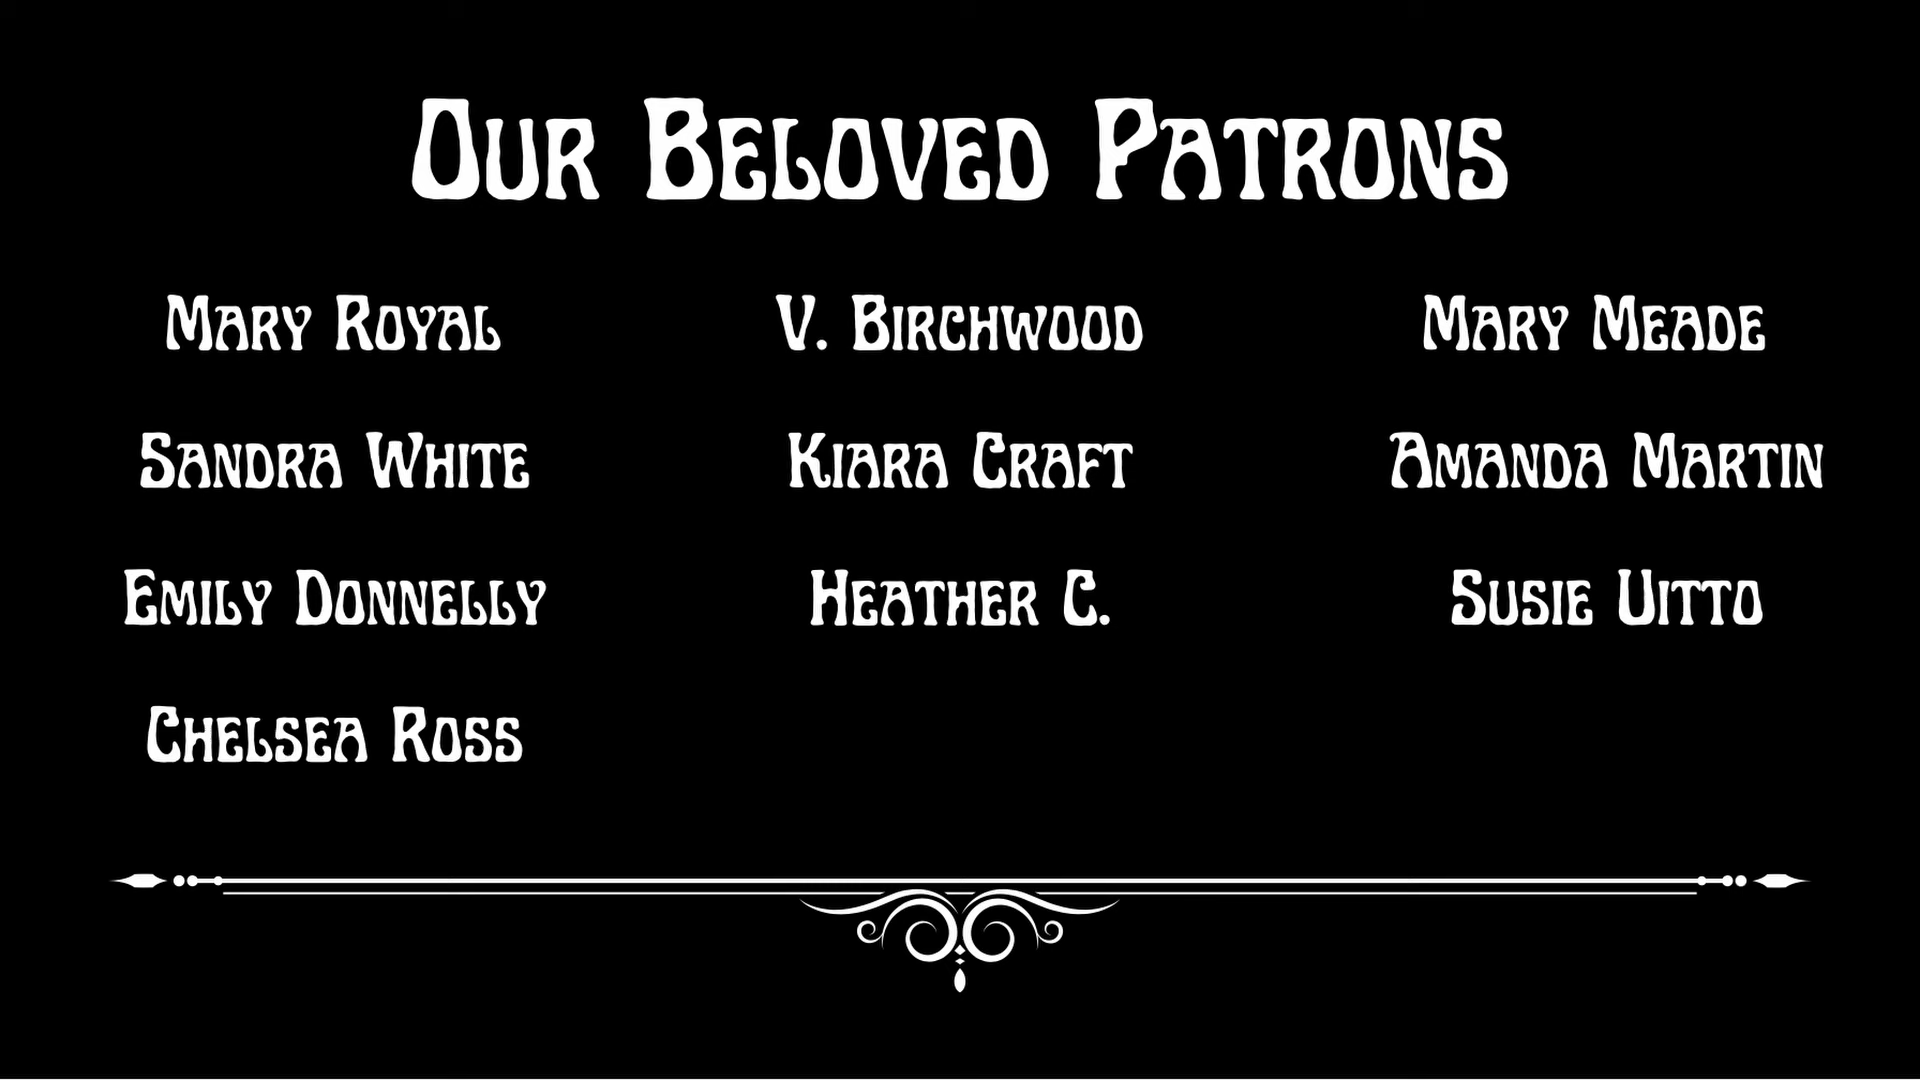 Our Beloved Patrons
Mary Royal
V. Birchwood
Mary Meade
Sandra White
Kiara Craft
Amanda Martin
Emily Donnelly
Heather C.
Susie Uitto
Chelsea Ross